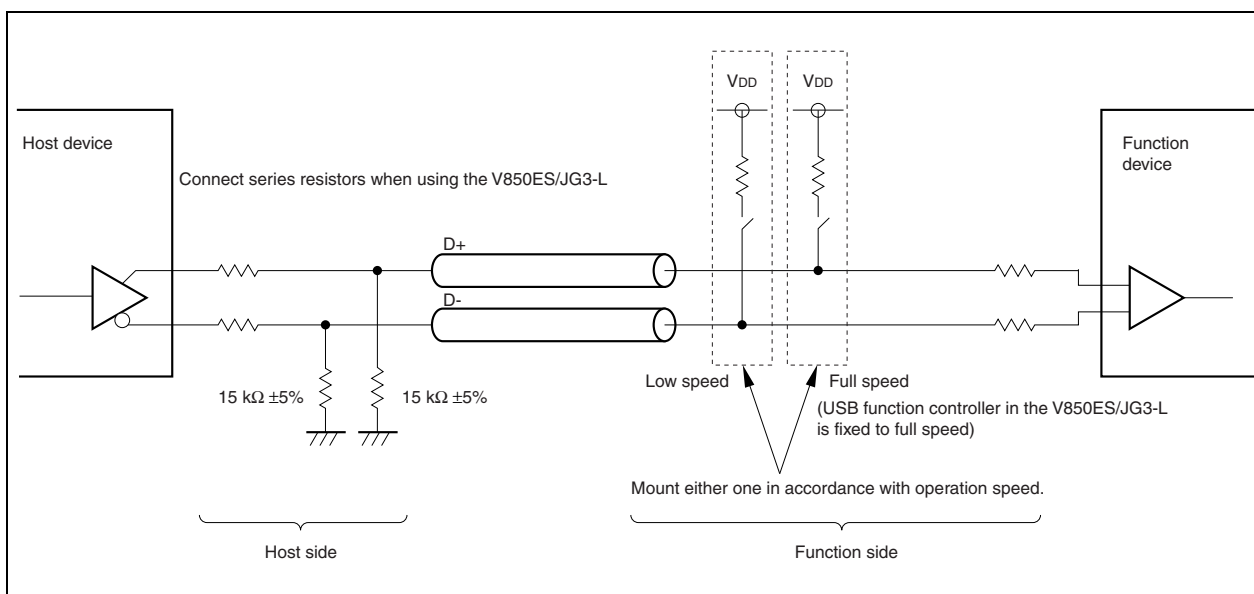 VDD
VDD
Host device
Function
device
Connect series resistors when using the V850ES/JG3-L
D+
D-
15 kΩ ±5%
15 kΩ ±5%
Low speed
Full speed
(USB function controller in the V850ES/JG3-L
is fixed to full speed)
Mount either one in accordance with operation speed.
Host side
Function side